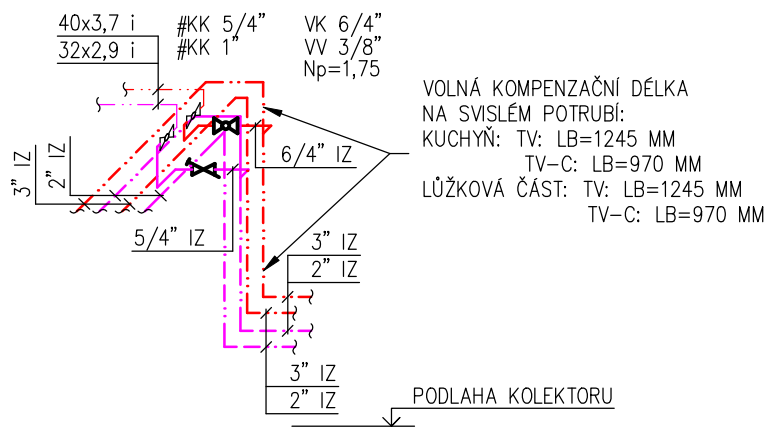 40x3,7 i
32x2,9 i
#KK 5/4"
#KK 1"
VK 6/4"
VV 3/8"
Np=1,75
VOLNÁ KOMPENZAČNÍ DÉLKA
NA SVISLÉM POTRUBÍ:
KUCHYŇ: TV: LB=1245 MM
TV-C: LB=970 MM
LŮŽKOVÁ ČÁST: TV: LB=1245 MM
TV-C: LB=970 MM
6/4" IZ
3" IZ
2" IZ
5/4" IZ
3" IZ
2" IZ
3" IZ
2" IZ
PODLAHA KOLEKTORU